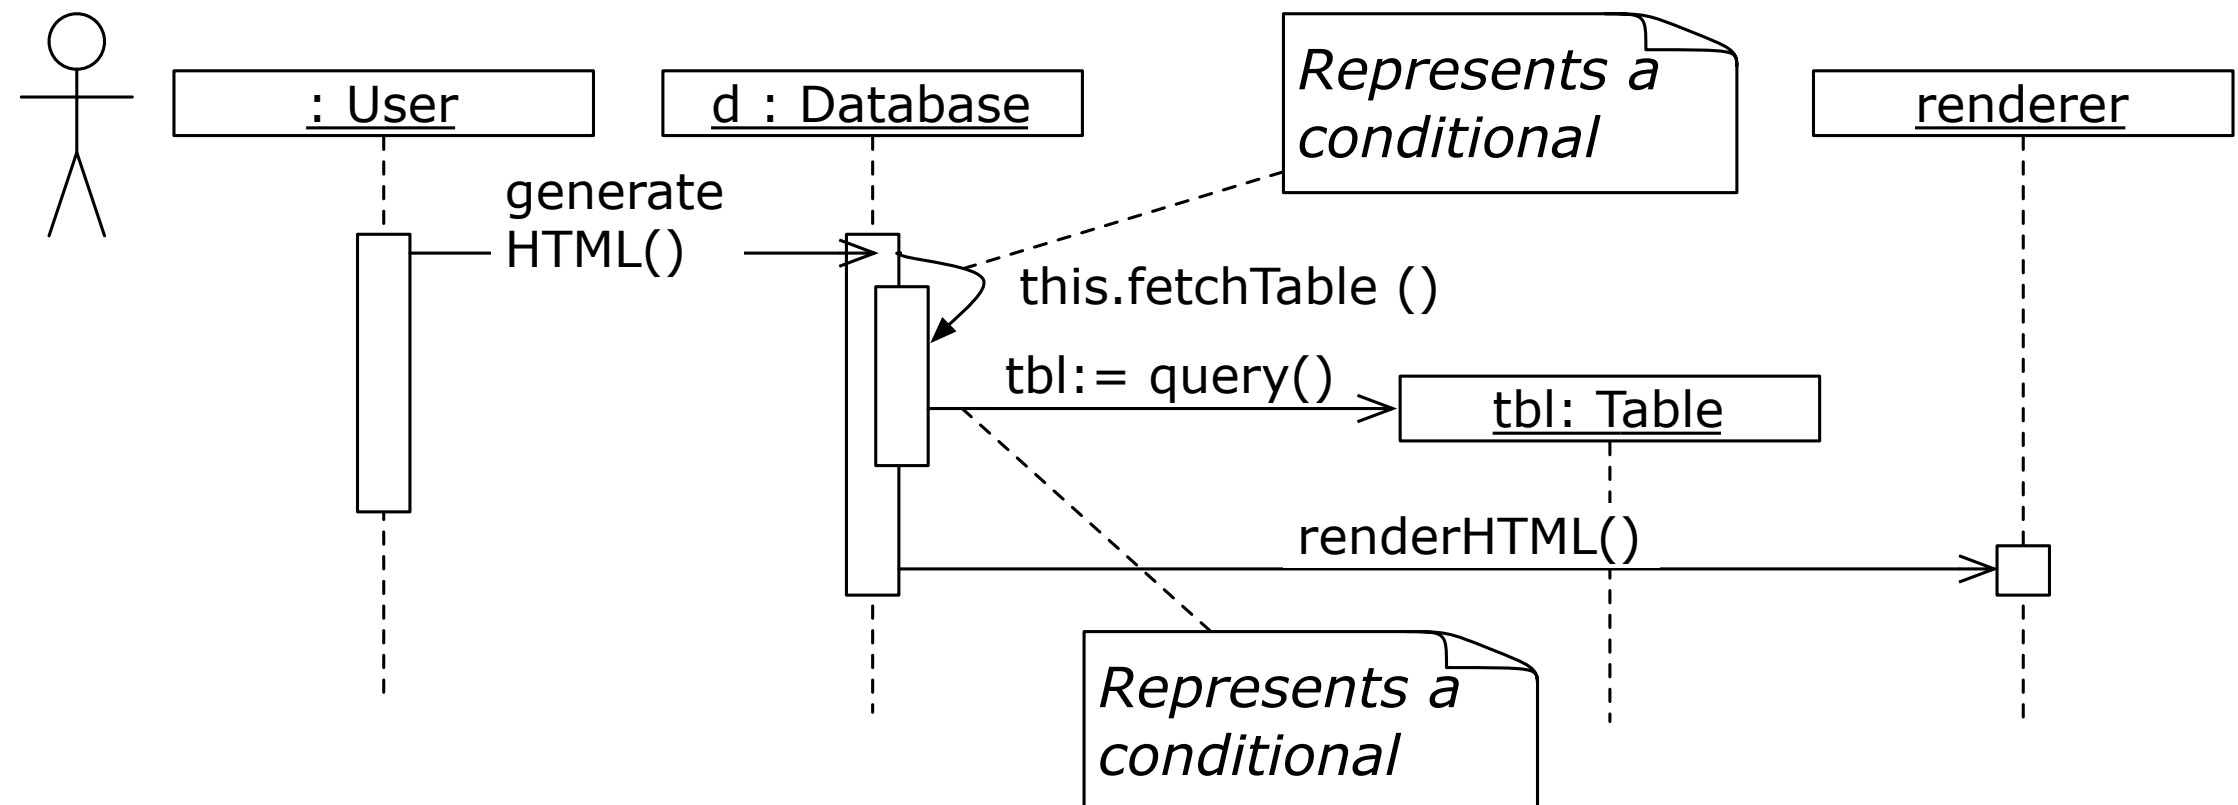 : User
d : Database
Represents a
conditional
renderer
generate
HTML()
this.fetchTable ()
tbl:= query()
tbl: Table
renderHTML()
Represents a
conditional